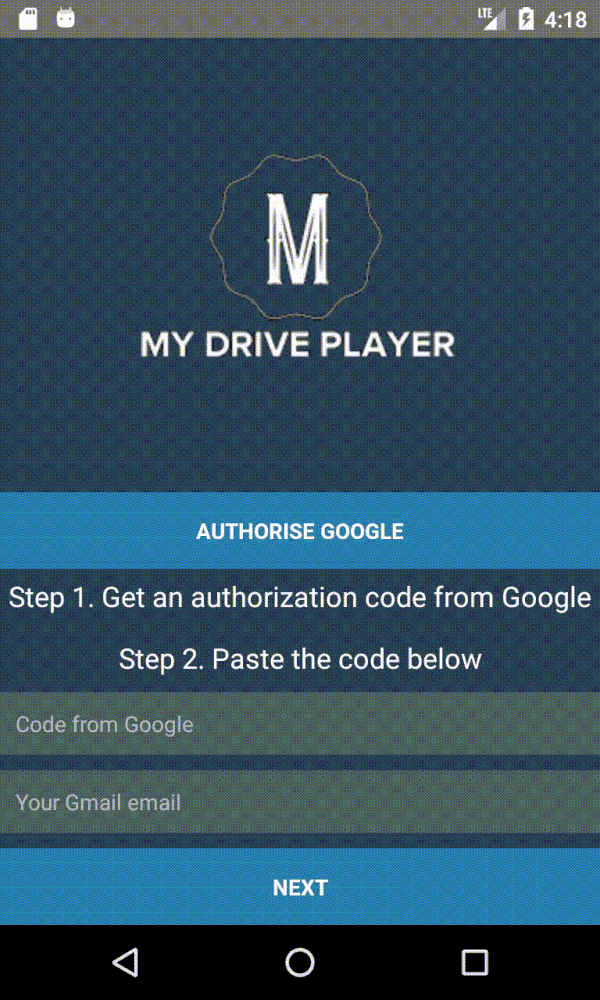 LTE 4:18
M
MY DRIVE PLAYER
AUTHORISE GOOGLE
Step 1. Get an authorization code from Google
Step 2. Paste the code below
Code from Google
Your Gmail email
NEXT